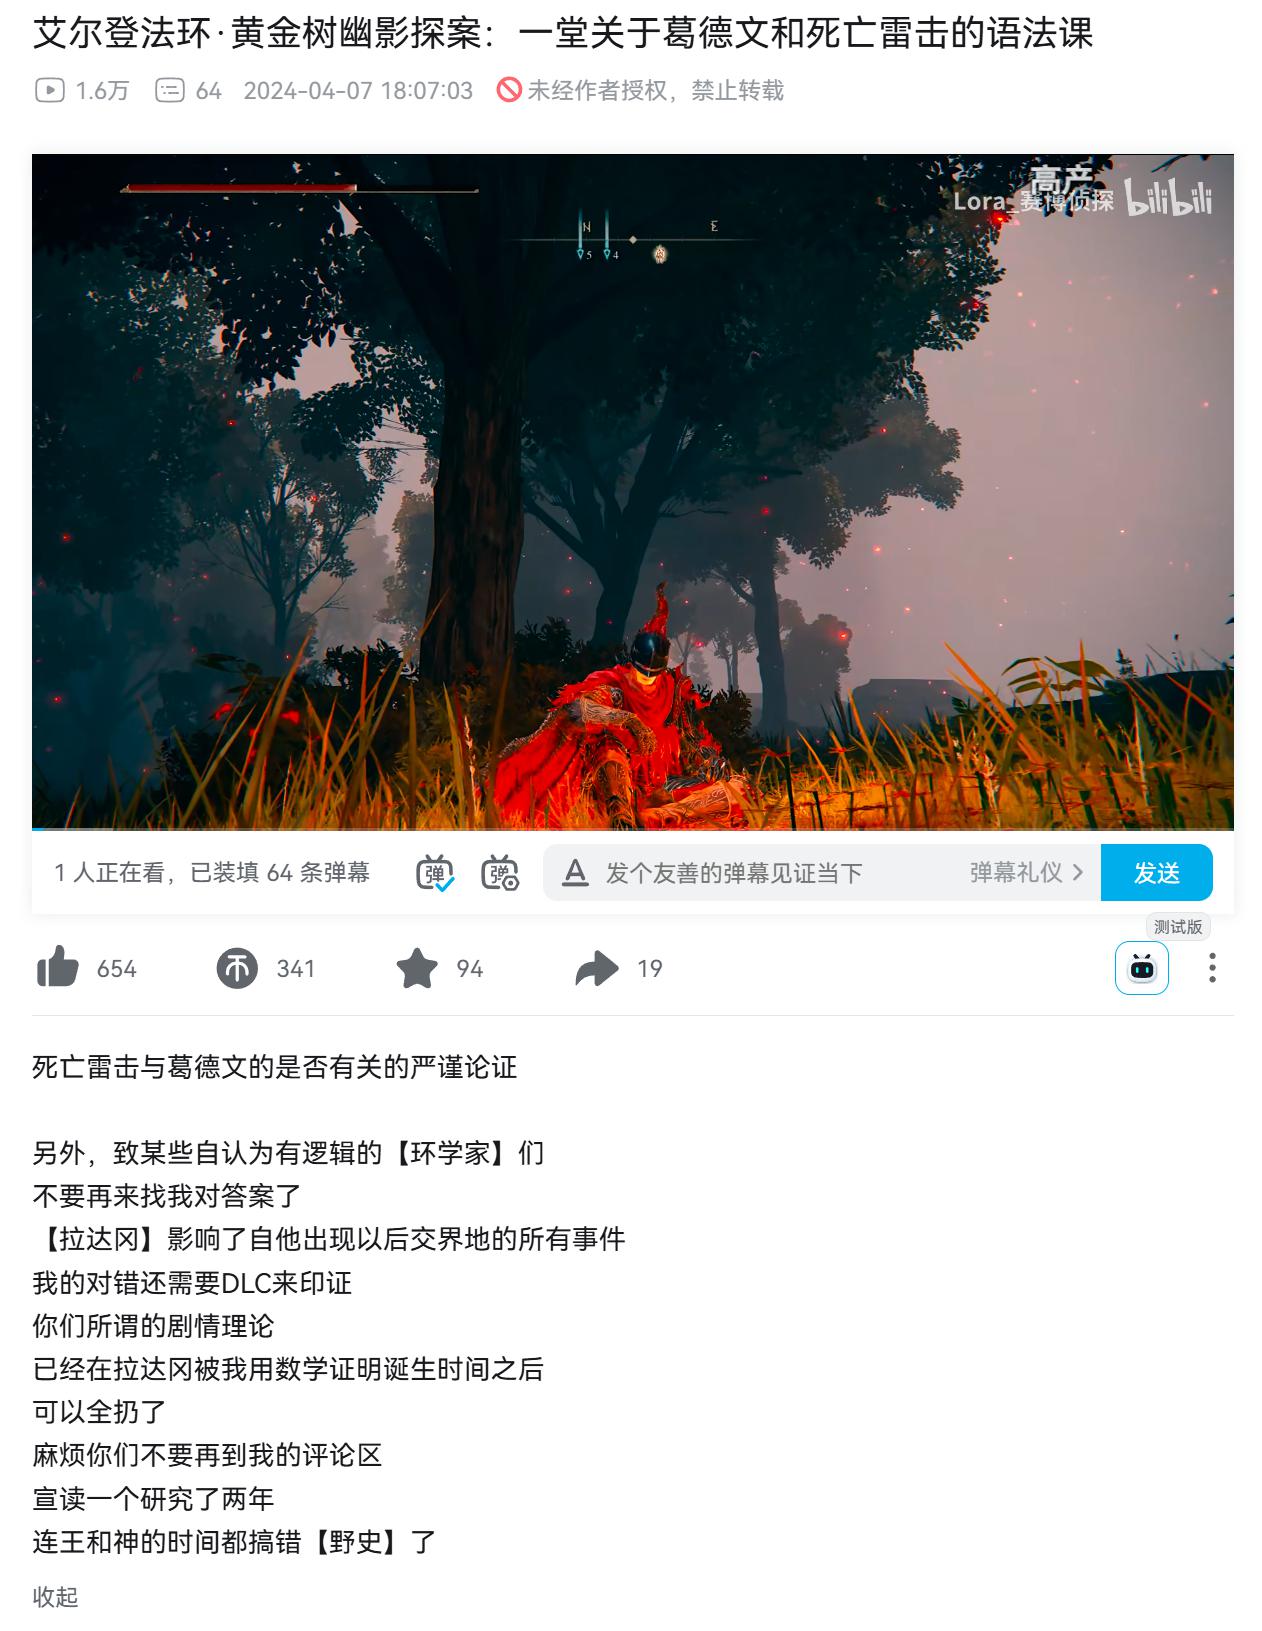 艾尔登法环·黄金树幽影探案：一堂关于葛德文和死亡雷击的语法课
1.6万 64 2024-04-07 18:07:03 未经作者授权，禁止转载
高产
Lora_赛博侦探 bilibili
N E
5 4
1 人正在看，已装填 64 条弹幕 弹 弹 A 发个友善的弹幕见证当下 弹幕礼仪 > 发送
测试版
654 341 94 19
死亡雷击与葛德文的是否有关的严谨论证
另外，致某些自认为有逻辑的【环学家】们
不要再来找我对答案了
【拉达冈】影响了自他出现以后交界地的所有事件
我的对错还需要DLC来印证
你们所谓的剧情理论
已经在拉达冈被我用数学证明诞生时间之后
可以全扔了
麻烦你们不要再到我的评论区
宣读一个研究了两年
连王和神的时间都搞错【野史】了
收起